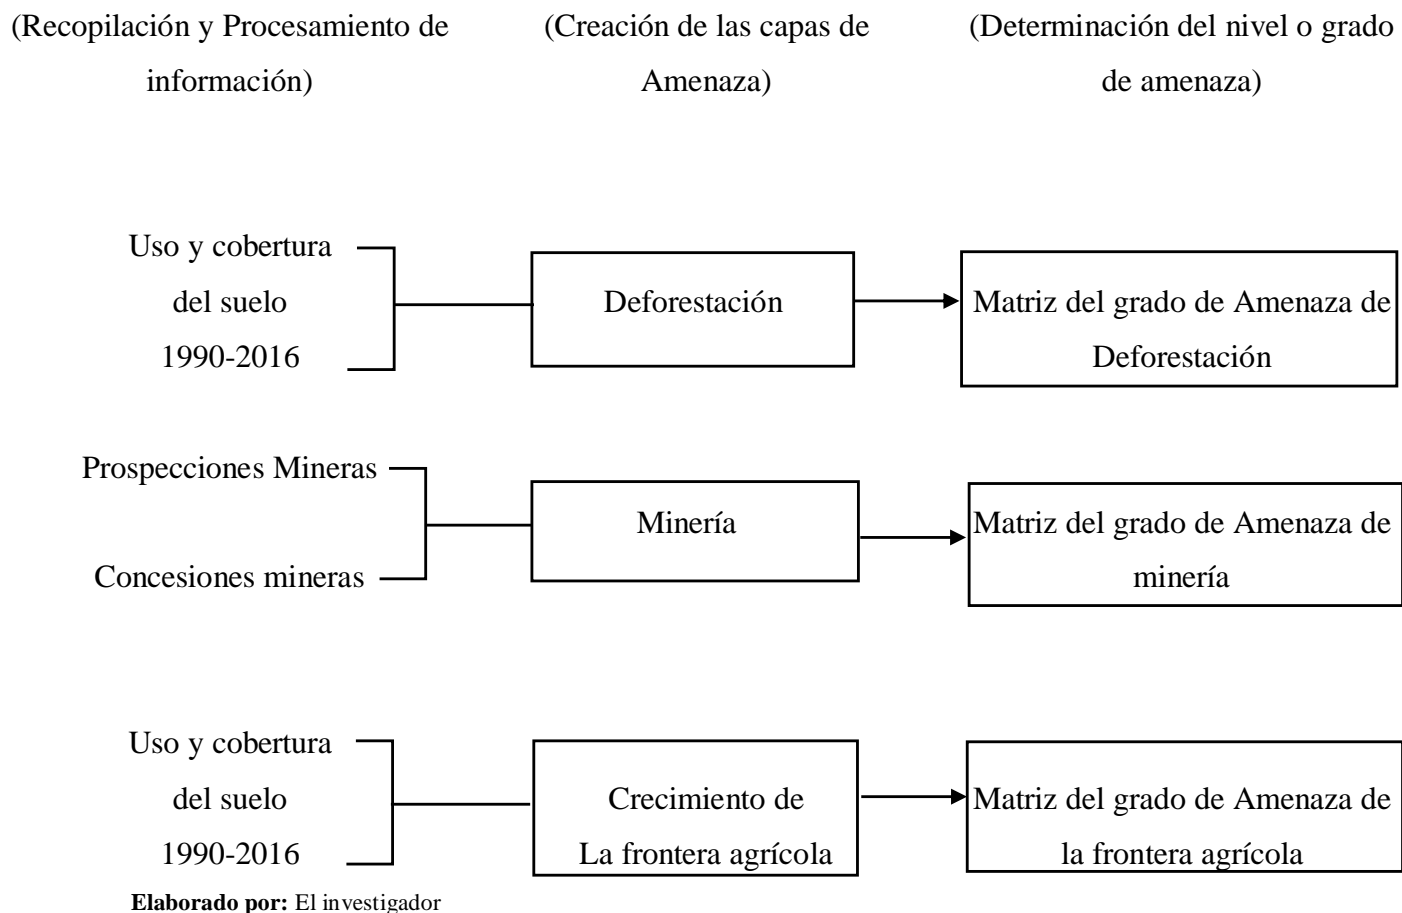 (Recopilación y Procesamiento de
información)
(Creación de las capas de
Amenaza)
(Determinación del nivel o grado
de amenaza)
Uso y cobertura
del suelo
1990-2016
Deforestación
Matriz del grado de Amenaza de
Deforestación
Prospecciones Mineras
Concesiones mineras
Minería
Matriz del grado de Amenaza de
minería
Uso y cobertura
del suelo
1990-2016
Crecimiento de
La frontera agrícola
Matriz del grado de Amenaza de
la frontera agrícola
Elaborado por: El investigador